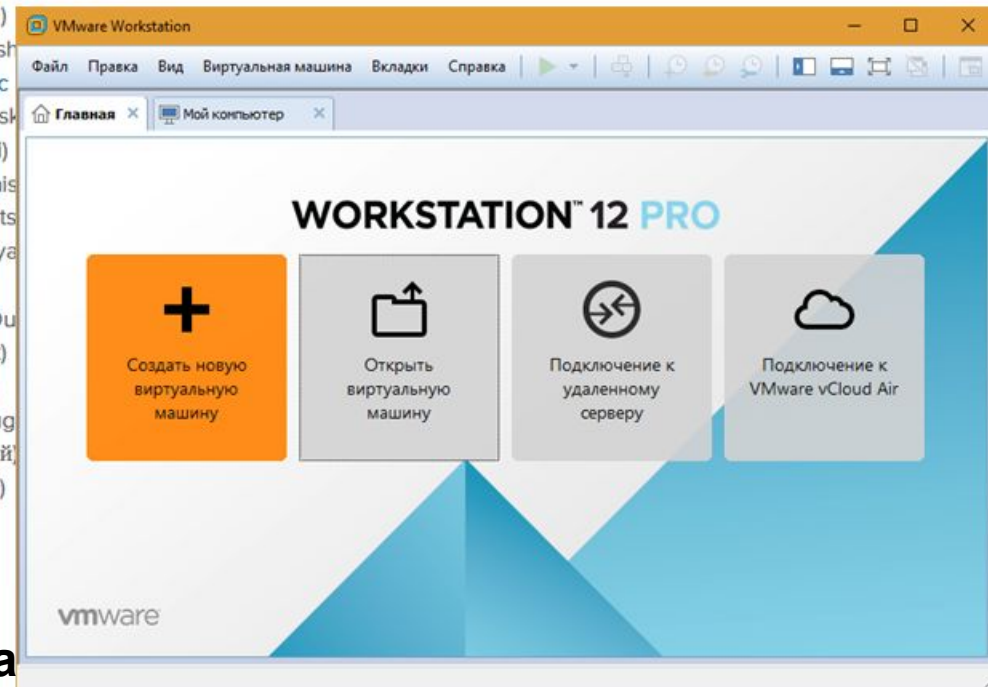 VMware Workstation
Файл Правка Вид Виртуальная машина Вкладки Справка
Главная Мой компьютер
WORKSTATION™ 12 PRO
Создать новую
виртуальную
машину
Открыть
виртуальную
машину
Подключение к
удаленному
серверу
Подключение к
VMware vCloud Air
vmware